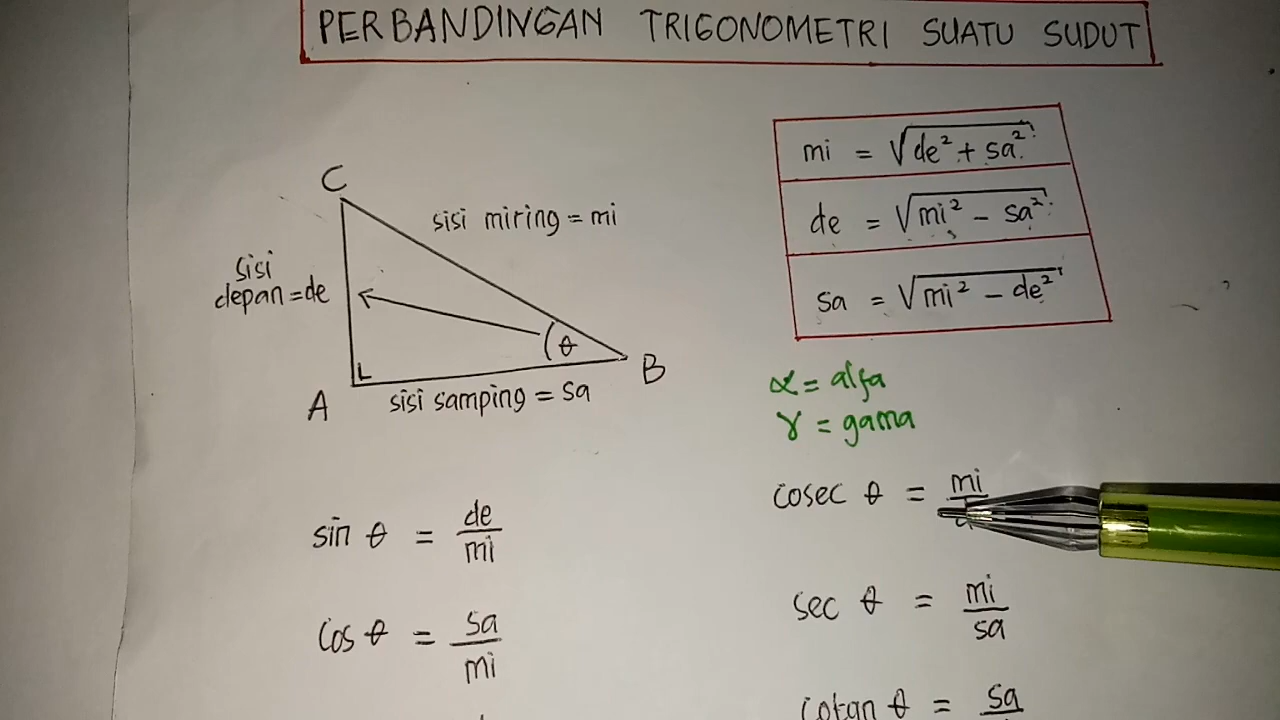 PERBANDINGAN TRIGONOMETRI SUATU SUDUT
C
sisi miring = mi
sisi
depan = de
θ
B
A
sisi samping = sa
mi = √de² + sa²
de = √mi² - sa²
sa = √mi² - de²
α = alfa
γ = gama
sin θ = de/mi
cos θ = sa/mi
cosec θ = mi
sec θ = mi/sa
cotan θ = sa